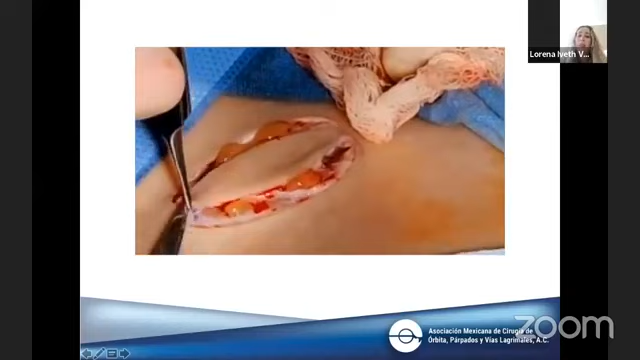 Lorena Iveth V...
Asociación Mexicana de Cirugía de
Órbita, Párpados y Vías Lagrimales, A.C.
zoom